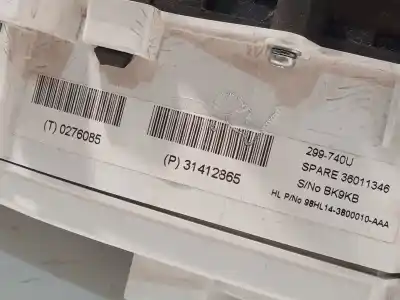 (T) 0276085
(P) 31412865
299-740U
SPARE 36011346
S/No BK9KB
HL P/No 98HL14-3800010-AAA